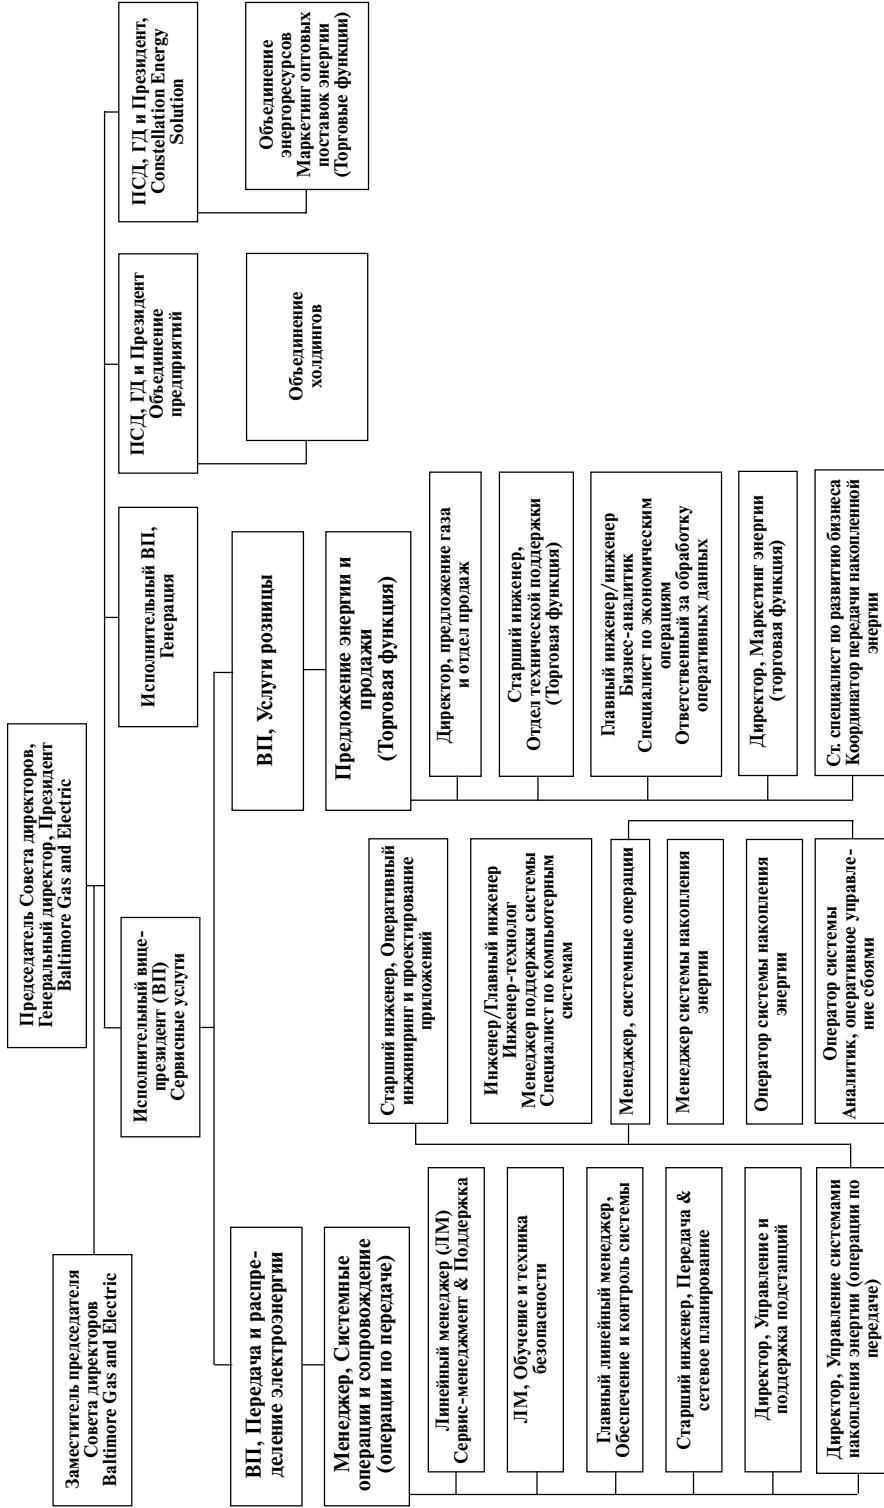 Председатель Совета директоров,
Генеральный директор, Президент
Baltimore Gas and Electric
Заместитель председателя
Совета директоров
Baltimore Gas and Electric
Исполнительный вице-
президент (ВП)
Сервисные услуги
Исполнительный ВП,
Генерация
ПСД, ГД и Президент
Объединение
предприятий
ПСД, ГД и Президент,
Constellation Energy
Solution
ВП, Передача и распре-
деление электроэнергии
ВП, Услуги розницы
Объединение
холдингов
Объединение
энергоресурсов
Маркетинг оптовых
поставок энергии
(Торговые функции)
Менеджер, Системные
операции и сопровождение
(операции по передаче)
Линейный менеджер (ЛМ)
Сервис-менеджмент & Поддержка
ЛМ, Обучение и техника
безопасности
Главный линейный менеджер,
Обеспечение и контроль системы
Старший инженер, Передача &
сетевое планирование
Директор, Управление и
поддержка подстанций
Директор, Управление системами
накопления энергии (операции по
передаче)
Старший инженер, Оперативный
инжиниринг и проектирование
приложений
Инженер/Главный инженер
Инженер-технолог
Менеджер поддержки системы
Специалист по компьютерным
системам
Менеджер, системные операции
Менеджер системы накопления
энергии
Оператор системы накопления
энергии
Оператор системы
Аналитик, оперативное управле-
ние сбоями
Предложение энергии и
продажи
(Торговая функция)
Директор, предложение газа
и отдел продаж
Старший инженер,
Отдел технической поддержки
(Торговая функция)
Главный инженер/инженер
Бизнес-аналитик
Специалист по экономическим
операциям
Ответственный за обработку
оперативных данных
Директор, Маркетинг энергии
(торговая функция)
Ст. специалист по развитию бизнеса
Координатор передачи накопленной
энергии